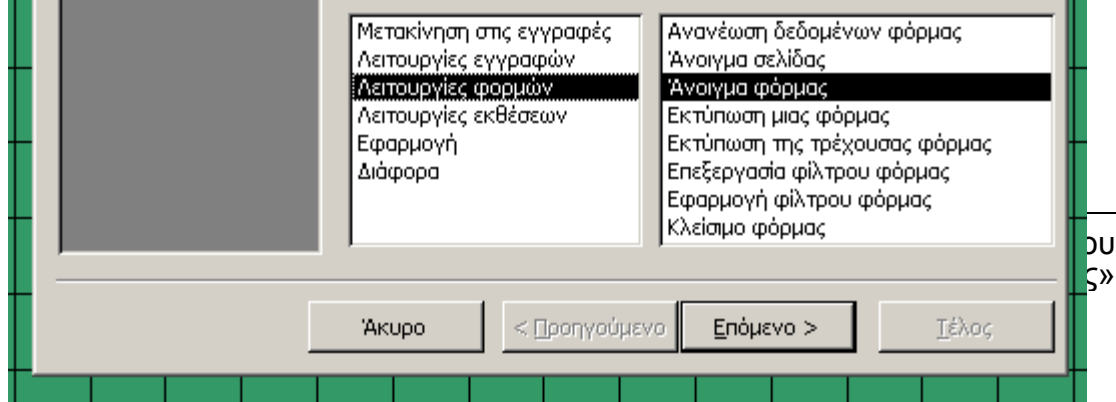 Μετακίνηση στις εγγραφές
Λειτουργίες εγγραφών
Λειτουργίες φορμών
Λειτουργίες εκθέσεων
Εφαρμογή
Διάφορα
Ανανέωση δεδομένων φόρμας
Άνοιγμα σελίδας
Άνοιγμα φόρμας
Εκτύπωση μιας φόρμας
Εκτύπωση της τρέχουσας φόρμας
Επεξεργασία φίλτρου φόρμας
Εφαρμογή φίλτρου φόρμας
Κλείσιμο φόρμας
Άκυρο
< Προηγούμενο
Επόμενο >
Τέλος